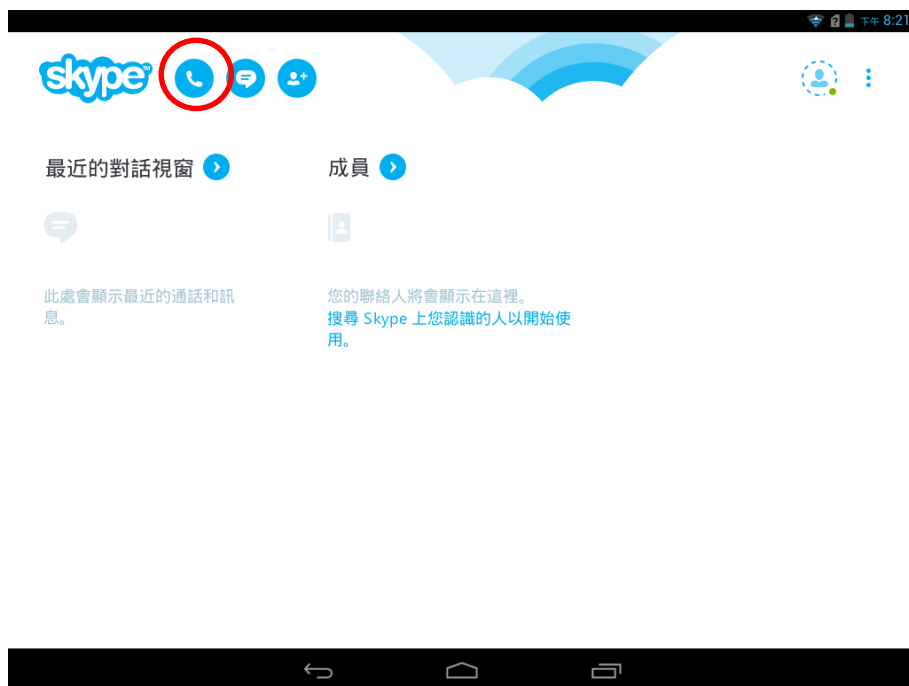 下午 8:21
skype™
最近的對話視窗
成員
此處會顯示最近的通話和訊
息。
您的聯絡人將會顯示在這裡。
搜尋 Skype 上您認識的人以開始使
用。